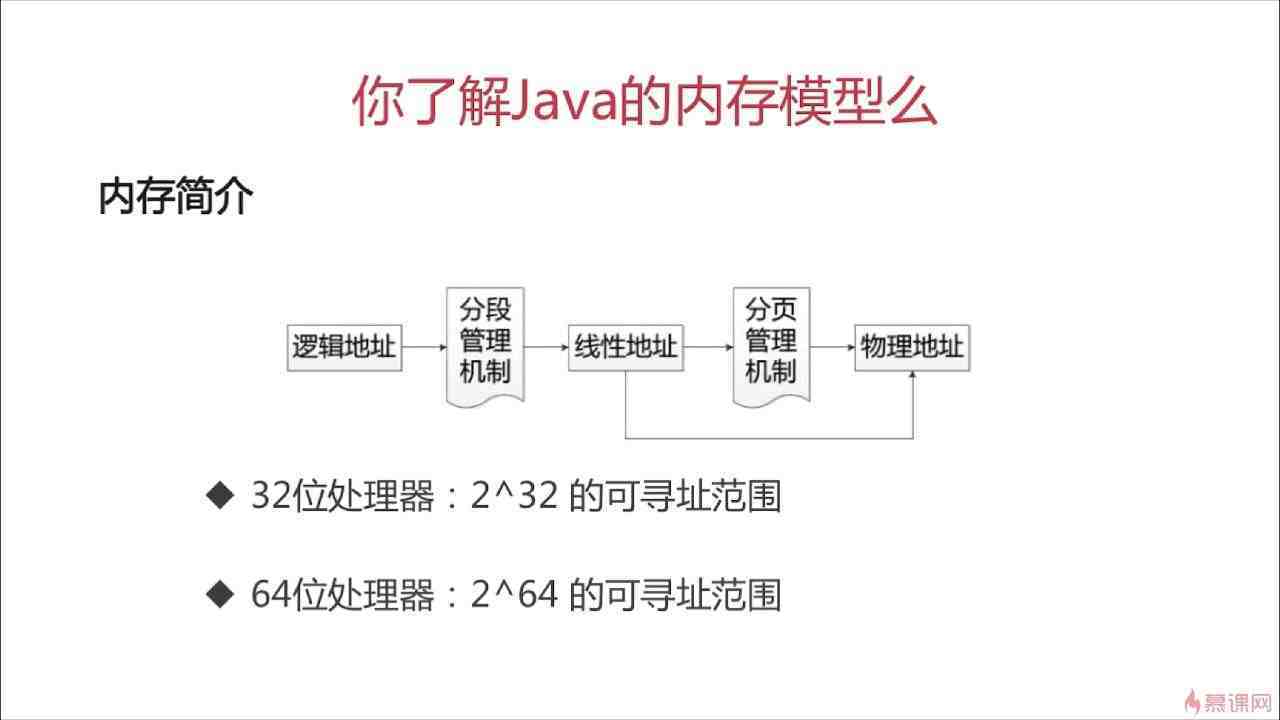 你了解Java的内存模型么
内存简介
逻辑地址
分段
管理
机制
线性地址
分页
管理
机制
物理地址
◆ 32位处理器：2^32 的可寻址范围
◆ 64位处理器：2^64 的可寻址范围
慕课网